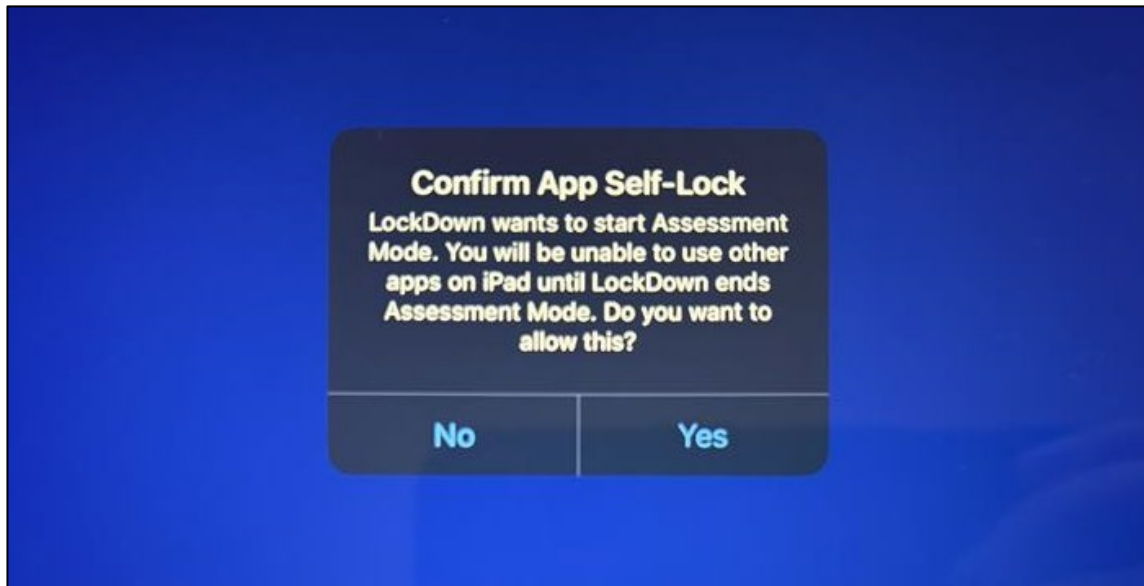 Confirm App Self-Lock
LockDown wants to start Assessment
Mode. You will be unable to use other
apps on iPad until LockDown ends
Assessment Mode. Do you want to
allow this?
No
Yes